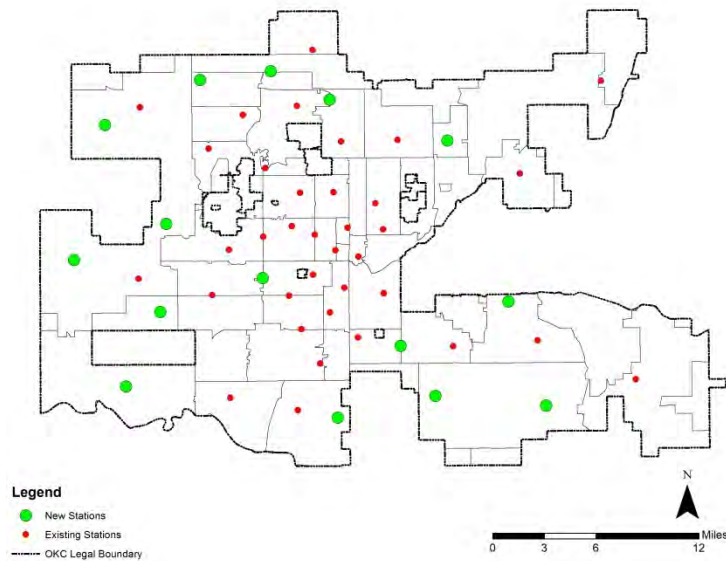 Legend
New Stations
Existing Stations
OKC Legal Boundary
N
Miles
0 3 6 12